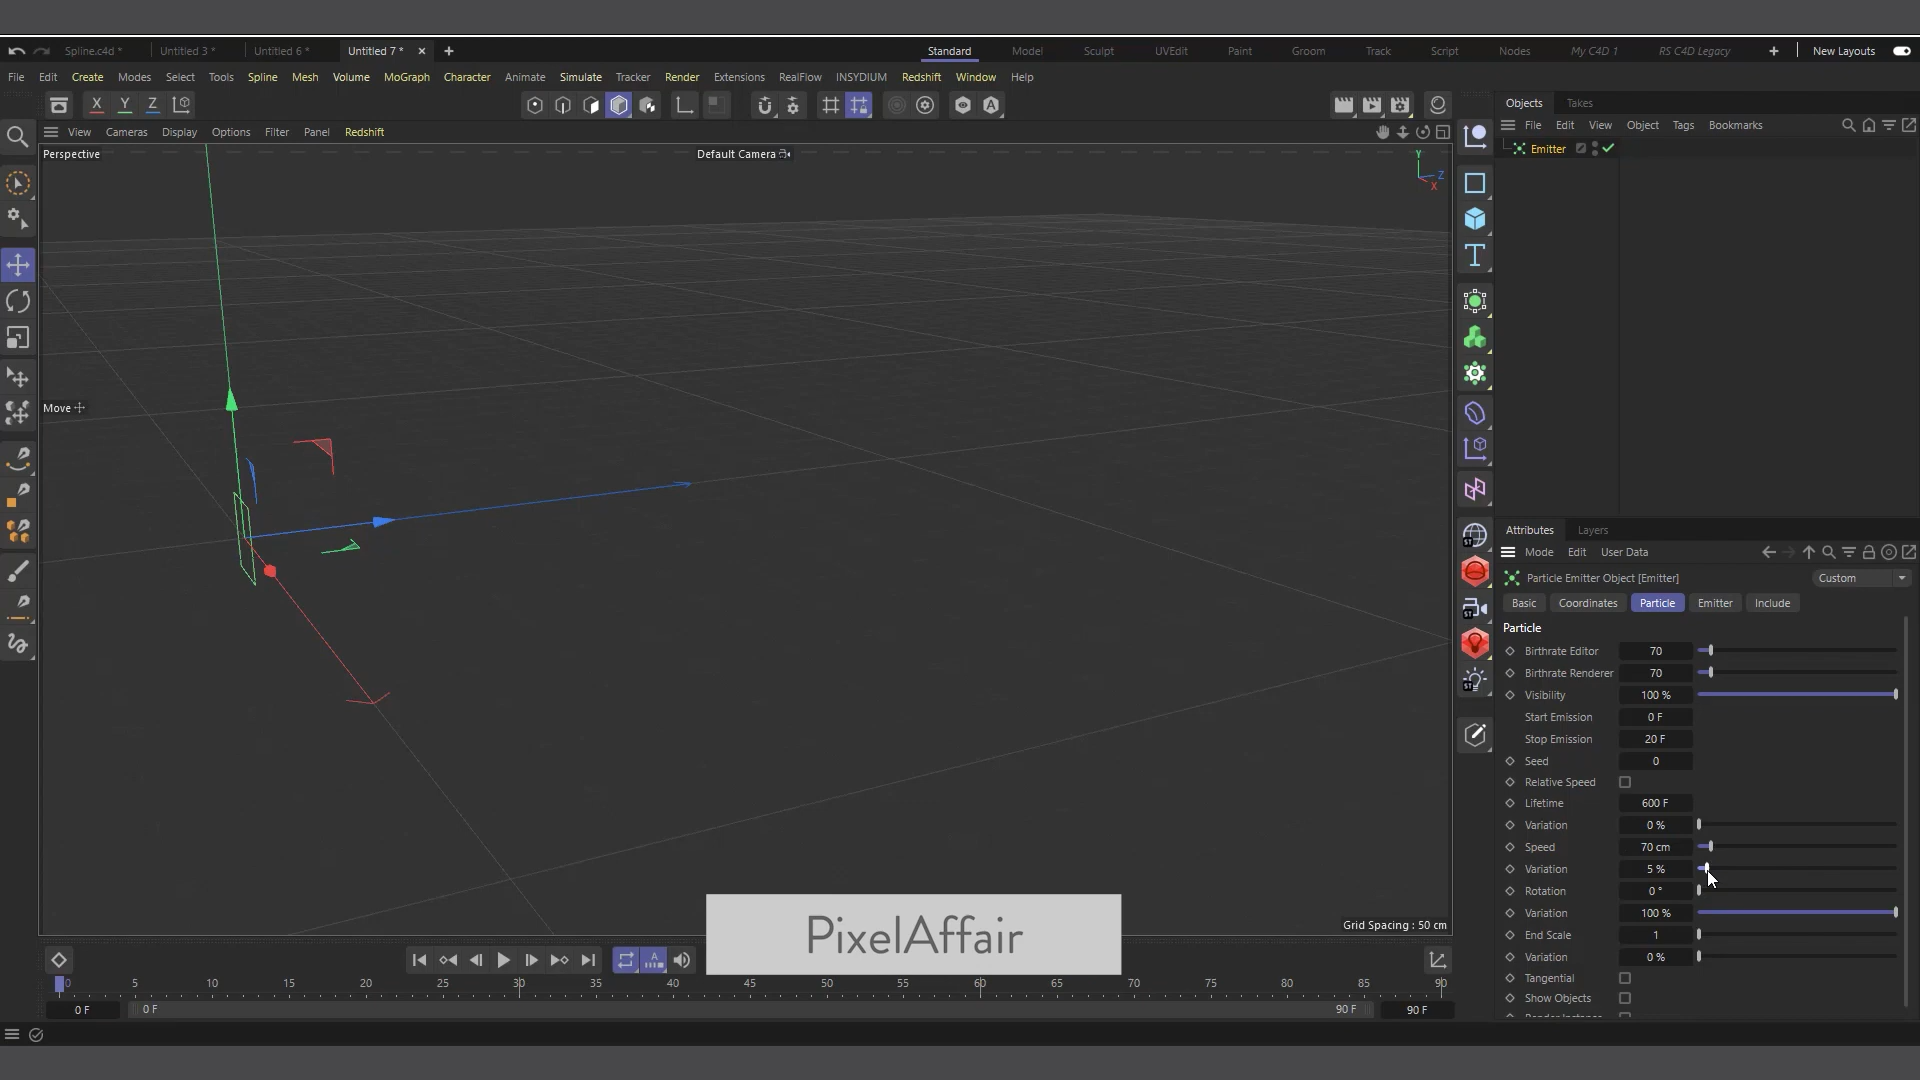 Spline.c4d *
Untitled 3 *
Untitled 6 *
Untitled 7 *
Standard
Model
Sculpt
UVEdit
Paint
Groom
Track
Script
Nodes
My C4D 1
RS C4D Legacy
New Layouts
File Edit Create Modes Select Tools Spline Mesh Volume MoGraph Character Animate Simulate Tracker Render Extensions RealFlow INSYDIUM Redshift Window Help
X Y Z
Objects Takes
View Cameras Display Options Filter Panel Redshift
File Edit View Object Tags Bookmarks
Perspective
Default Camera
Y
Z
X
Emitter
Move
Attributes Layers
Mode Edit User Data
Particle Emitter Object [Emitter]
Custom
Basic Coordinates Particle Emitter Include
Particle
Birthrate Editor 70
Birthrate Renderer 70
Visibility 100 %
Start Emission 0 F
Stop Emission 20 F
Seed 0
Relative Speed
Lifetime 600 F
Variation 0 %
Speed 70 cm
Variation 5 %
Rotation 0 °
Variation 100 %
End Scale 1
Variation 0 %
Tangential
Show Objects
Grid Spacing : 50 cm
PixelAffair
0 5 10 15 20 25 30 35 40 45 50 55 60 65 70 75 80 85 90
0 F
0 F
90 F
90 F